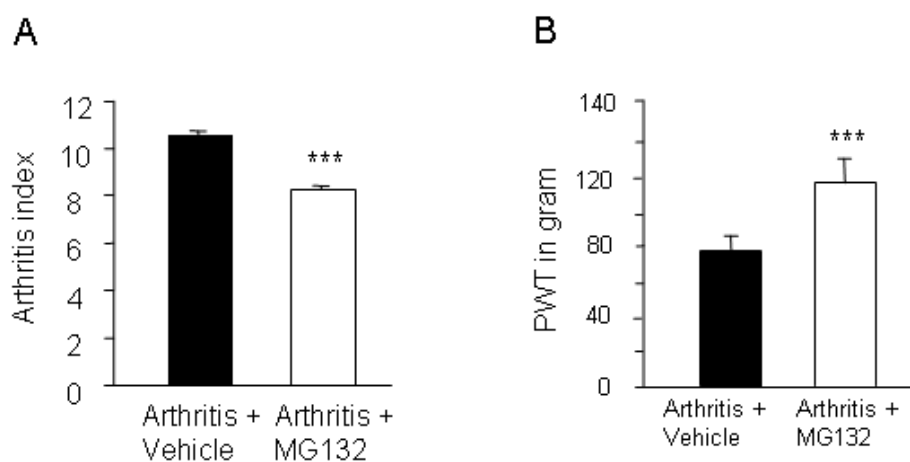 A
Arthritis index
12
10
8
6
4
2
0
***
Arthritis +
Vehicle
Arthritis +
MG132
B
PWT in gram
140
120
80
40
0
***
Arthritis +
Vehicle
Arthritis +
MG132